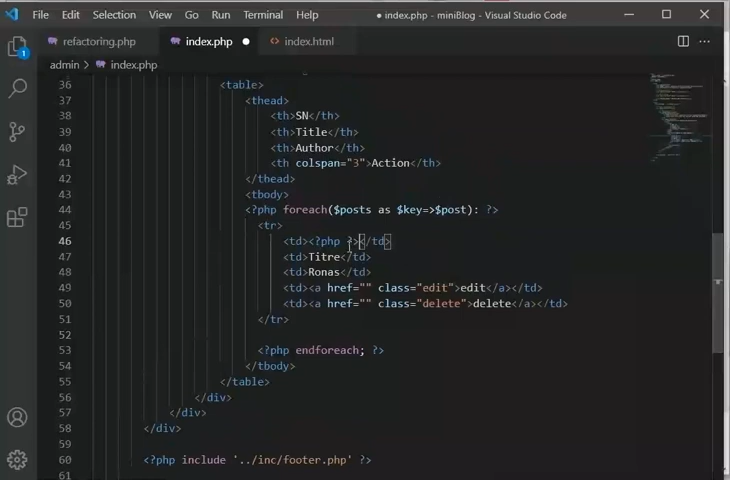 File Edit Selection View Go Run Terminal Help ● index.php - miniBlog - Visual Studio Code
refactoring.php index.php ● <> index.html
admin > index.php
36 <table>
37 <thead>
38 <th>SN</th>
39 <th>Title</th>
40 <th>Author</th>
41 <th colspan="3">Action</th>
42 </thead>
43 <tbody>
44 <?php foreach($posts as $key=>$post): ?>
45 <tr>
46 <td><?php ?></td>
47 <td>Titre</td>
48 <td>Ronas</td>
49 <td><a href="" class="edit">edit</a></td>
50 <td><a href="" class="delete">delete</a></td>
51 </tr>
52
53 <?php endforeach; ?>
54 </tbody>
55 </table>
56 </div>
57 </div>
58 </div>
59
60 <?php include '../inc/footer.php' ?>
61
1